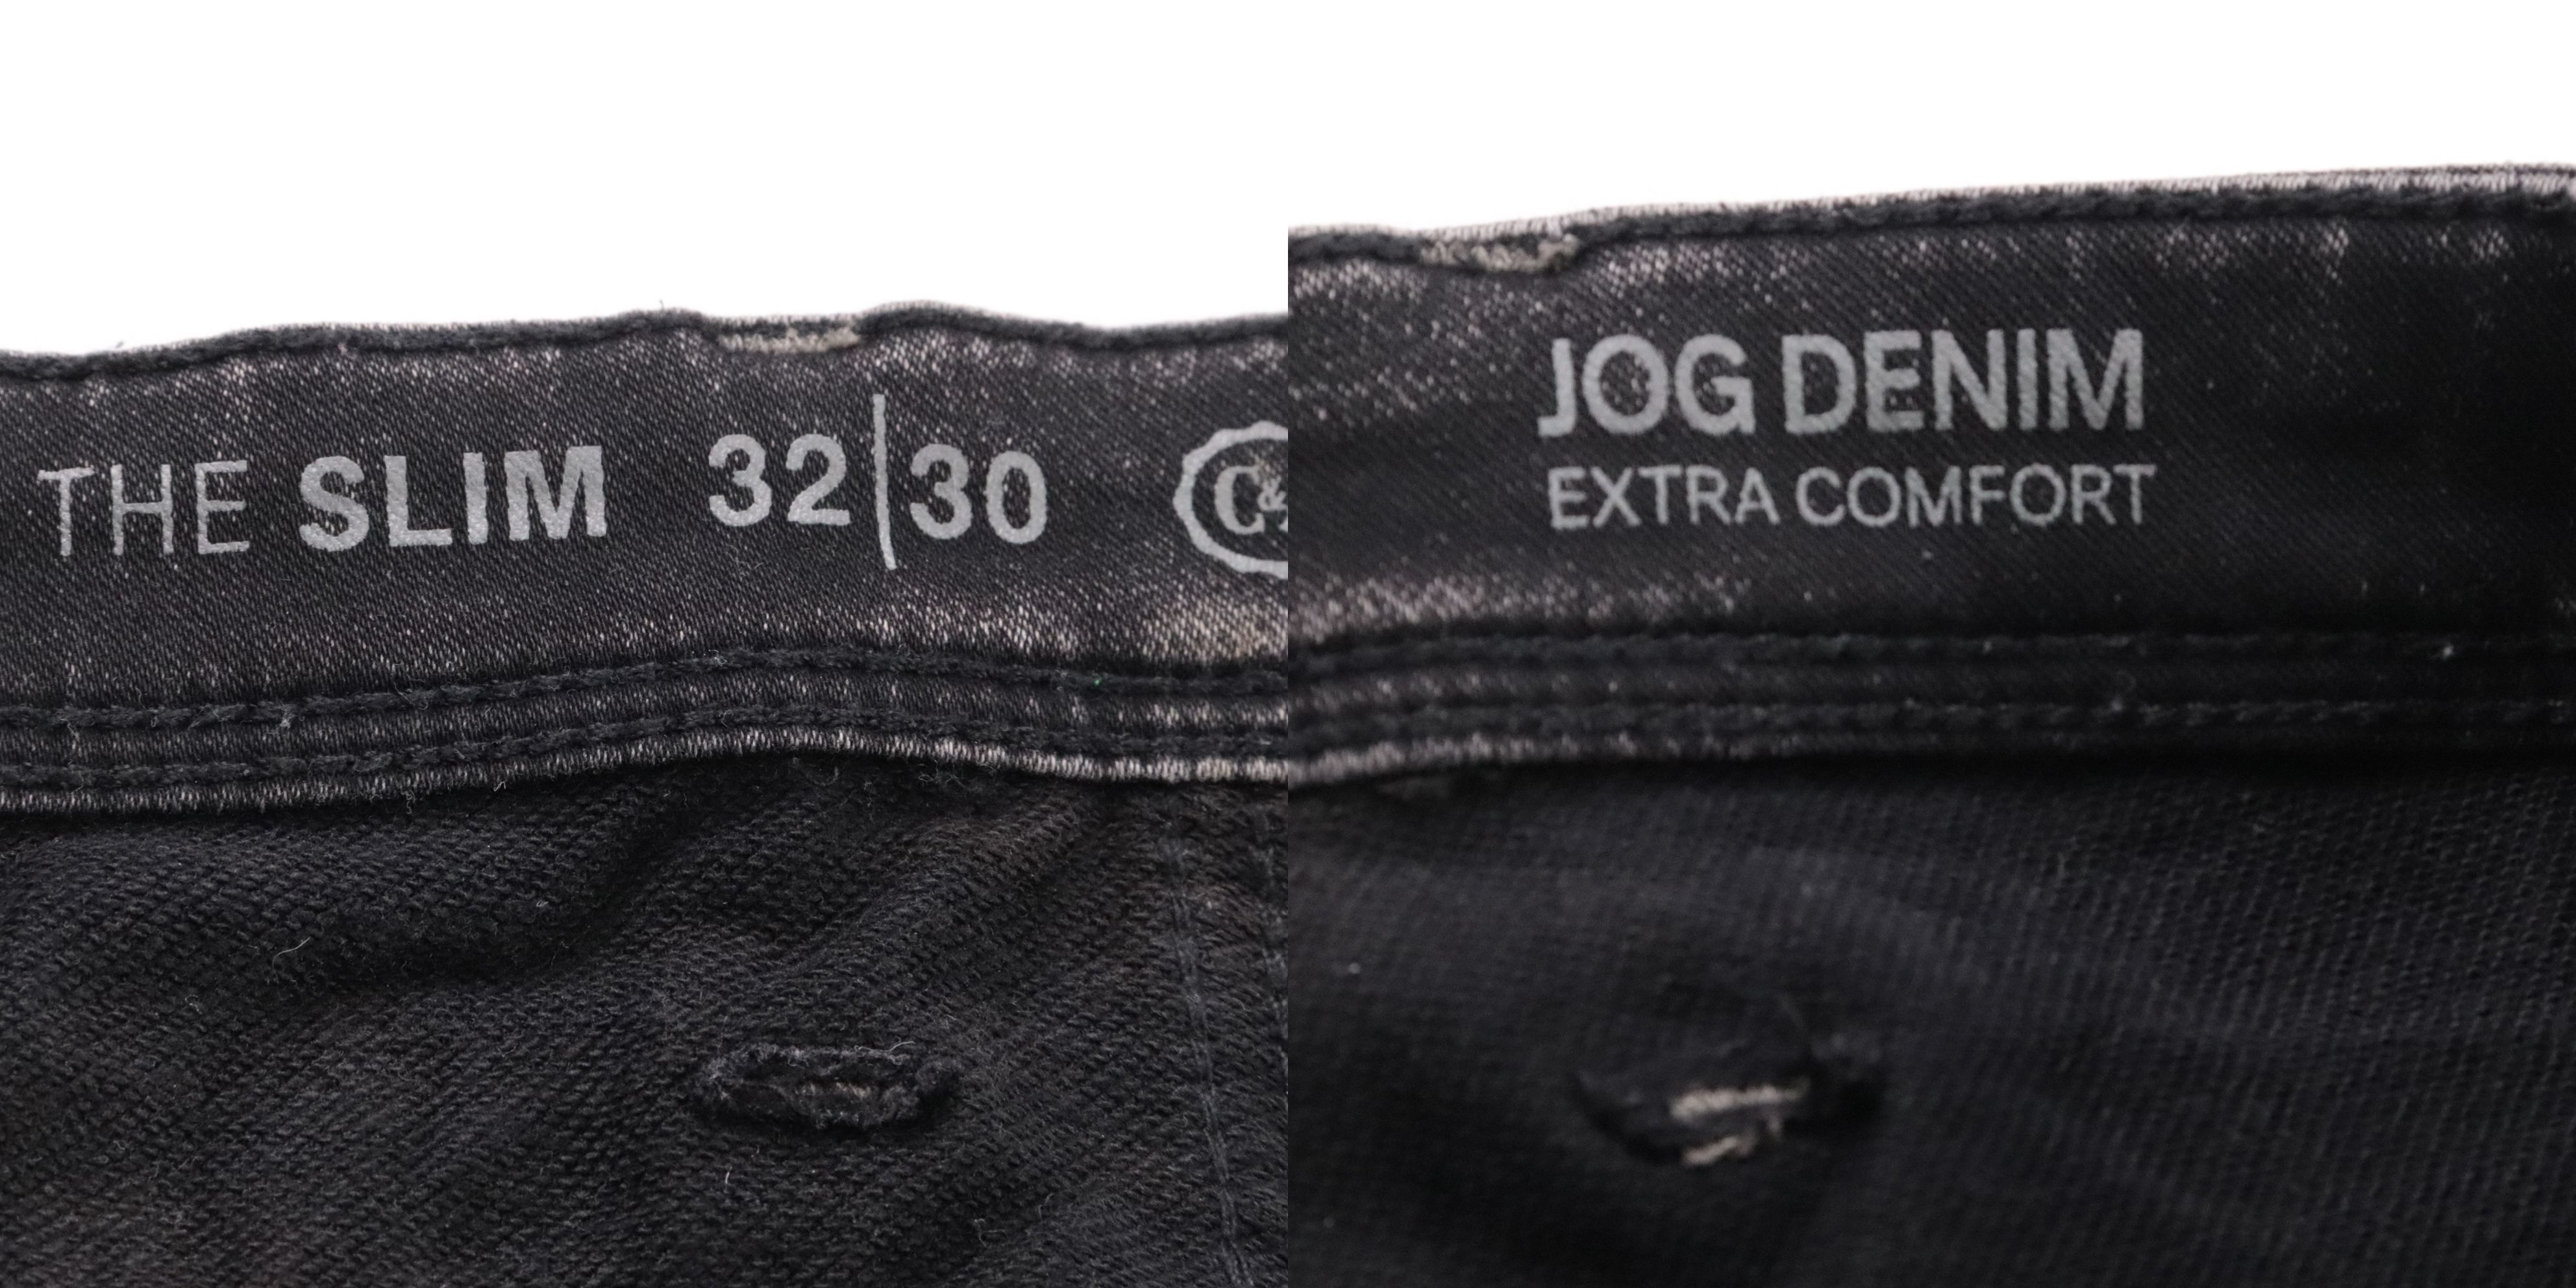 THE SLIM 32|30 C&
JOG DENIM
EXTRA COMFORT